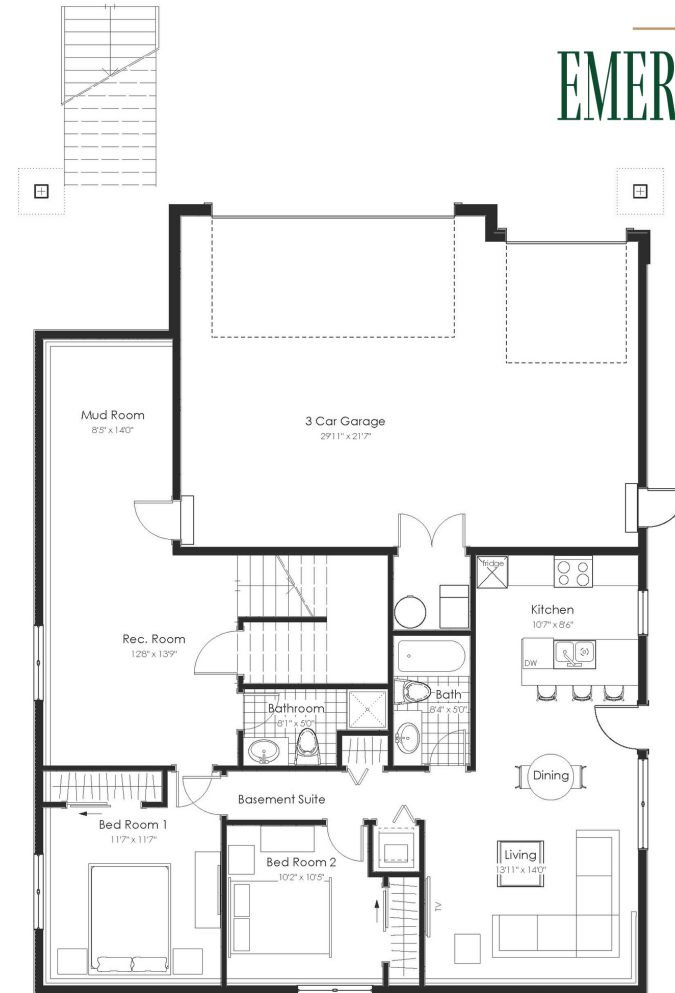 EMER
Mud Room
8'5" x 14'0"
3 Car Garage
29'11" x 21'7"
fridge
Kitchen
10'7" x 8'6"
Rec. Room
12'8" x 13'9"
DW
Bathroom
8'1" x 5'0"
Bath
8'4" x 5'0"
Dining
Basement Suite
Bed Room 1
11'7" x 11'7"
Bed Room 2
10'2" x 10'5"
Living
13'11" x 14'0"
TV